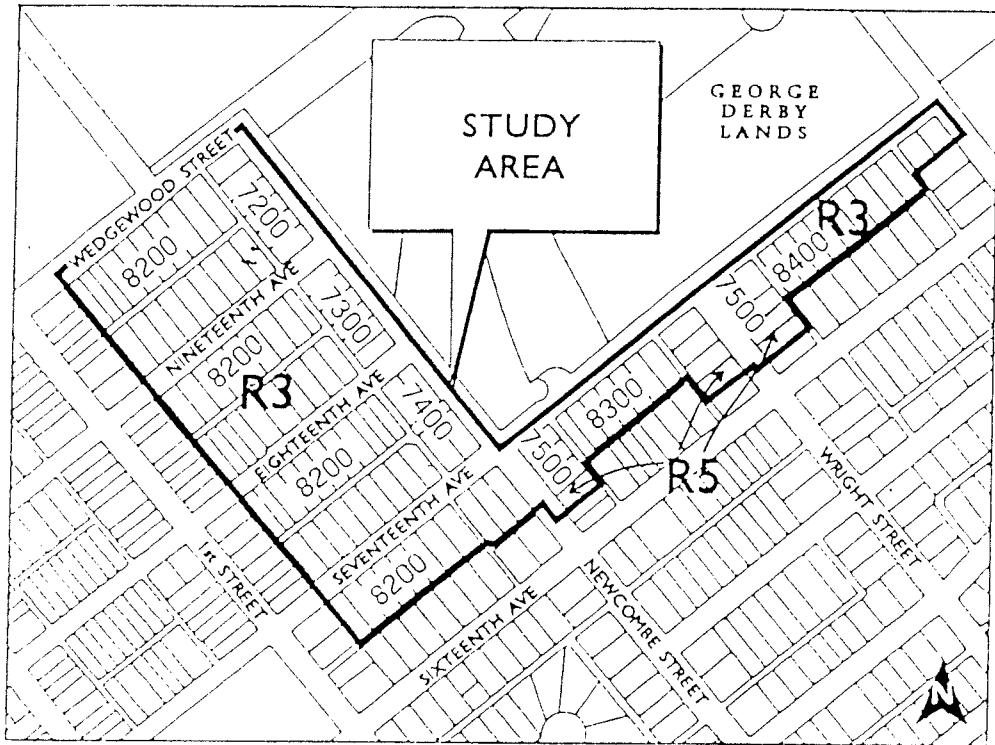 GEORGE
DERBY
LANDS
STUDY
AREA
WEDGEWOOD STREET
7200
8200
R3
8400
NINETEENTH AVE
7300
7500
8200
R3
EIGHTEENTH AVE
7400
8300
8200
7500
R5
SEVENTEENTH AVE
WRIGHT STREET
8200
1st STREET
SIXTEENTH AVE
NEWCOMBE STREET
N